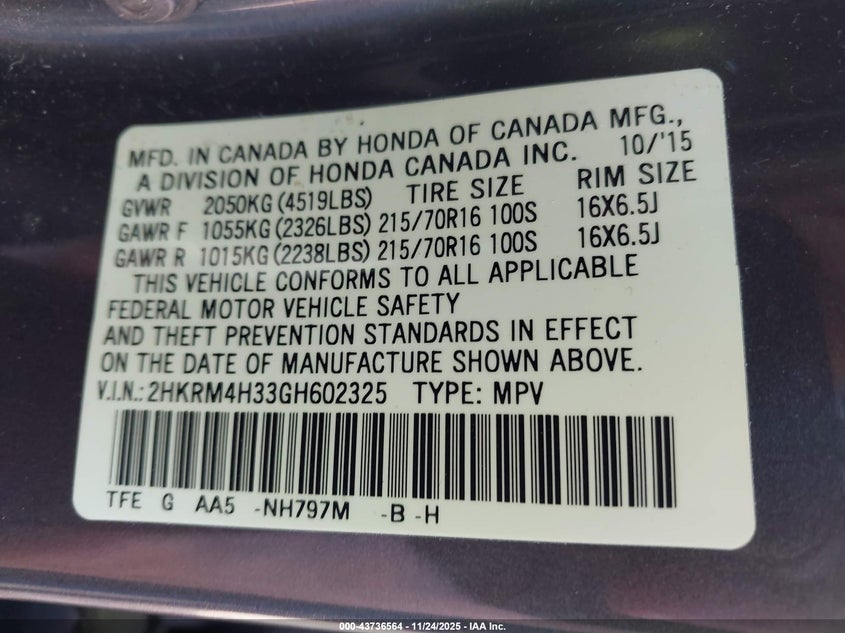 MFD. IN CANADA BY HONDA OF CANADA MFG.,
A DIVISION OF HONDA CANADA INC. 10/'15
GVWR 2050KG (4519LBS) TIRE SIZE RIM SIZE
GAWR F 1055KG (2326LBS) 215/70R16 100S 16X6.5J
GAWR R 1015KG (2238LBS) 215/70R16 100S 16X6.5J
THIS VEHICLE CONFORMS TO ALL APPLICABLE
FEDERAL MOTOR VEHICLE SAFETY
AND THEFT PREVENTION STANDARDS IN EFFECT
ON THE DATE OF MANUFACTURE SHOWN ABOVE.
V.I.N.: 2HKRM4H33GH602325 TYPE: MPV
TFE G AA5 -NH797M -B -H
000-43736564 - 11/24/2025 - IAA Inc.